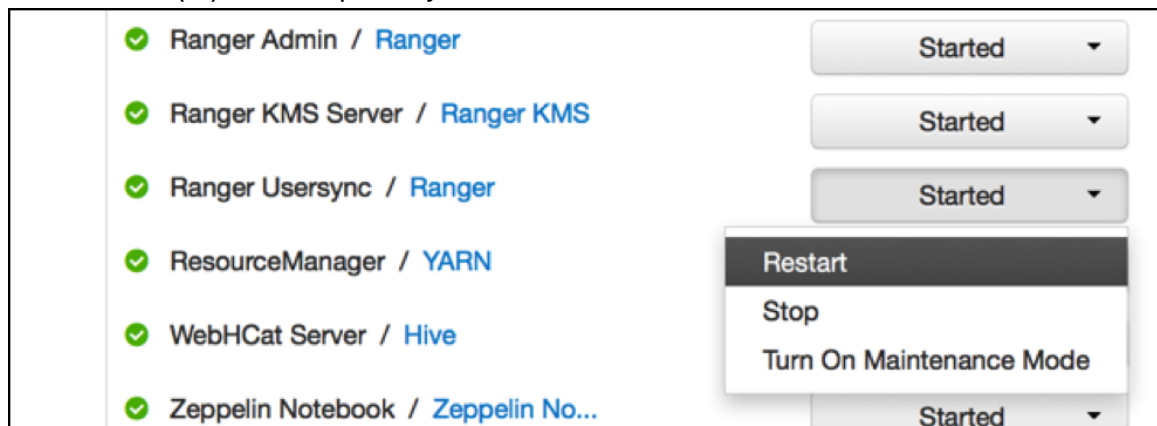 Ranger Admin / Ranger Started
Ranger KMS Server / Ranger KMS Started
Ranger Usersync / Ranger Started
ResourceManager / YARN Restart
Stop
WebHCat Server / Hive
Turn On Maintenance Mode
Zeppelin Notebook / Zeppelin No... Started